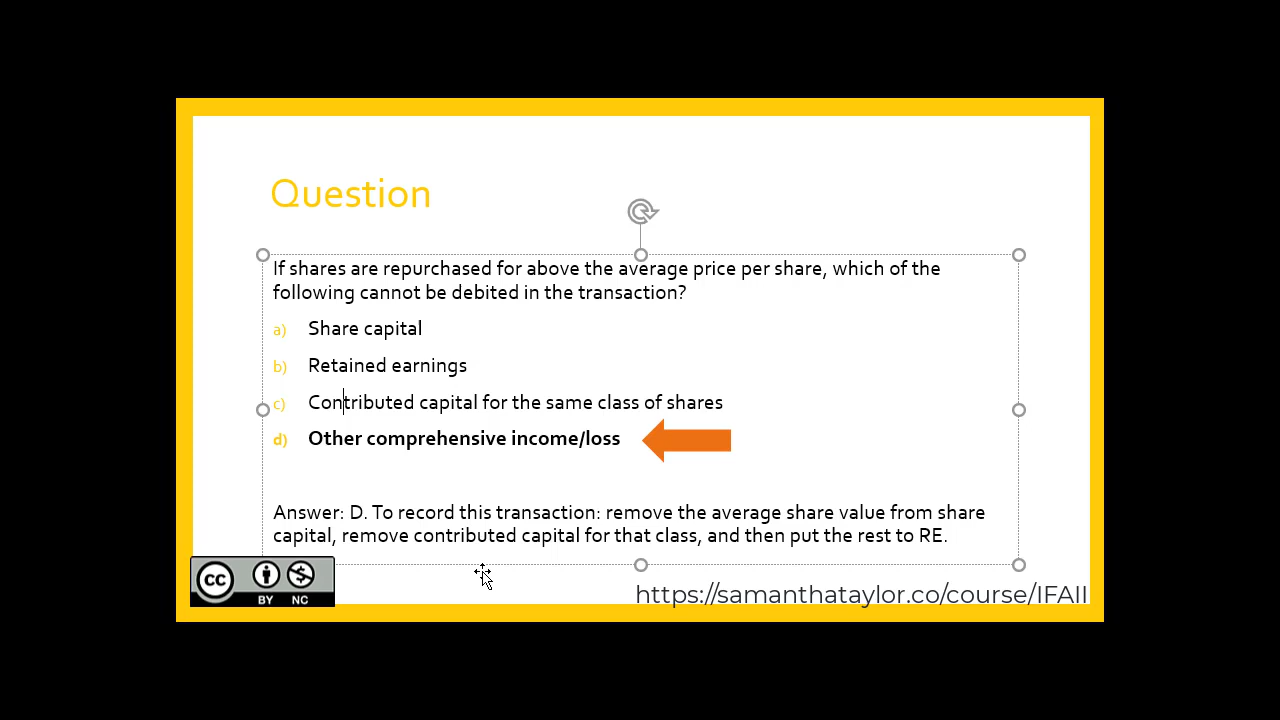 Question
If shares are repurchased for above the average price per share, which of the
following cannot be debited in the transaction?
a) Share capital
b) Retained earnings
c) Contributed capital for the same class of shares
d) Other comprehensive income/loss
Answer: D. To record this transaction: remove the average share value from share
capital, remove contributed capital for that class, and then put the rest to RE.
cc BY NC
https://samanthataylor.co/course/IFAII